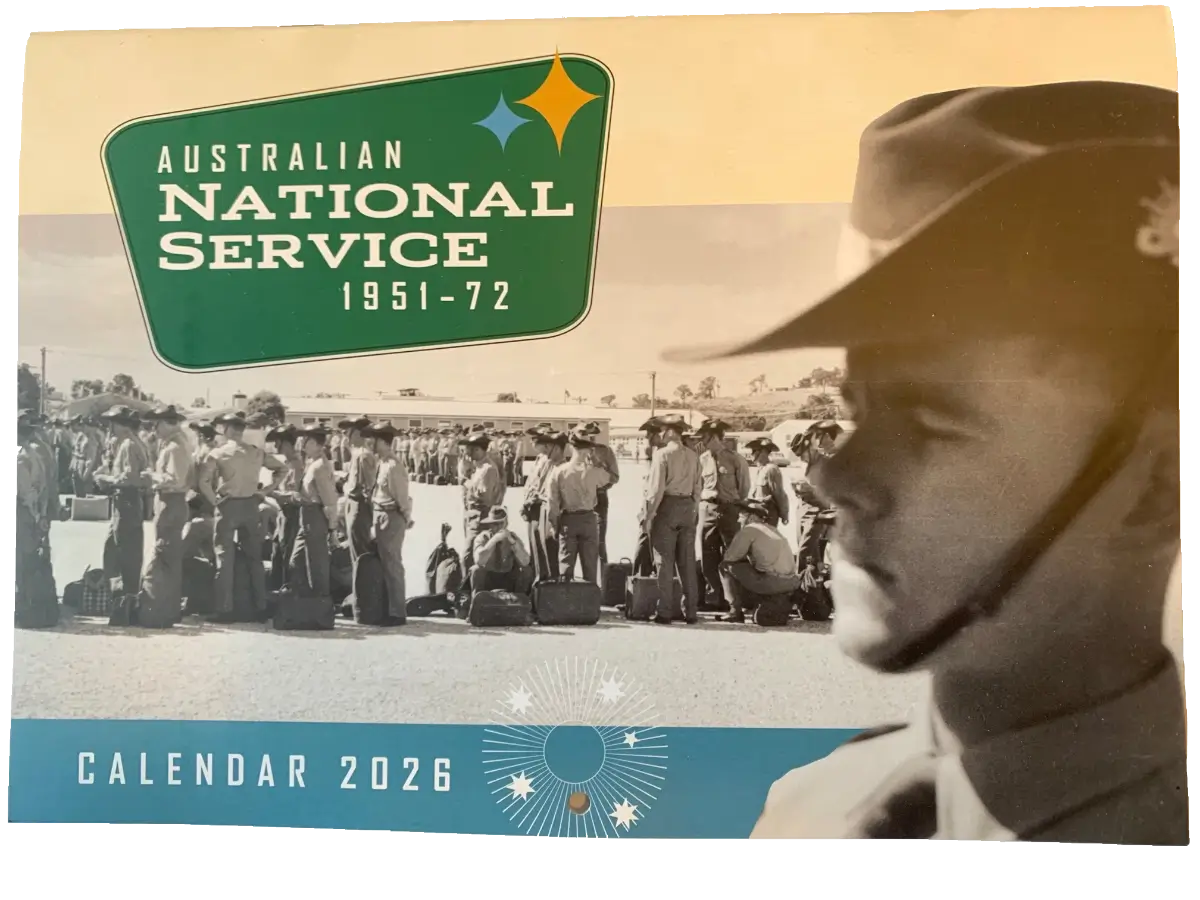 AUSTRALIAN
NATIONAL
SERVICE
1951-72
CALENDAR 2026